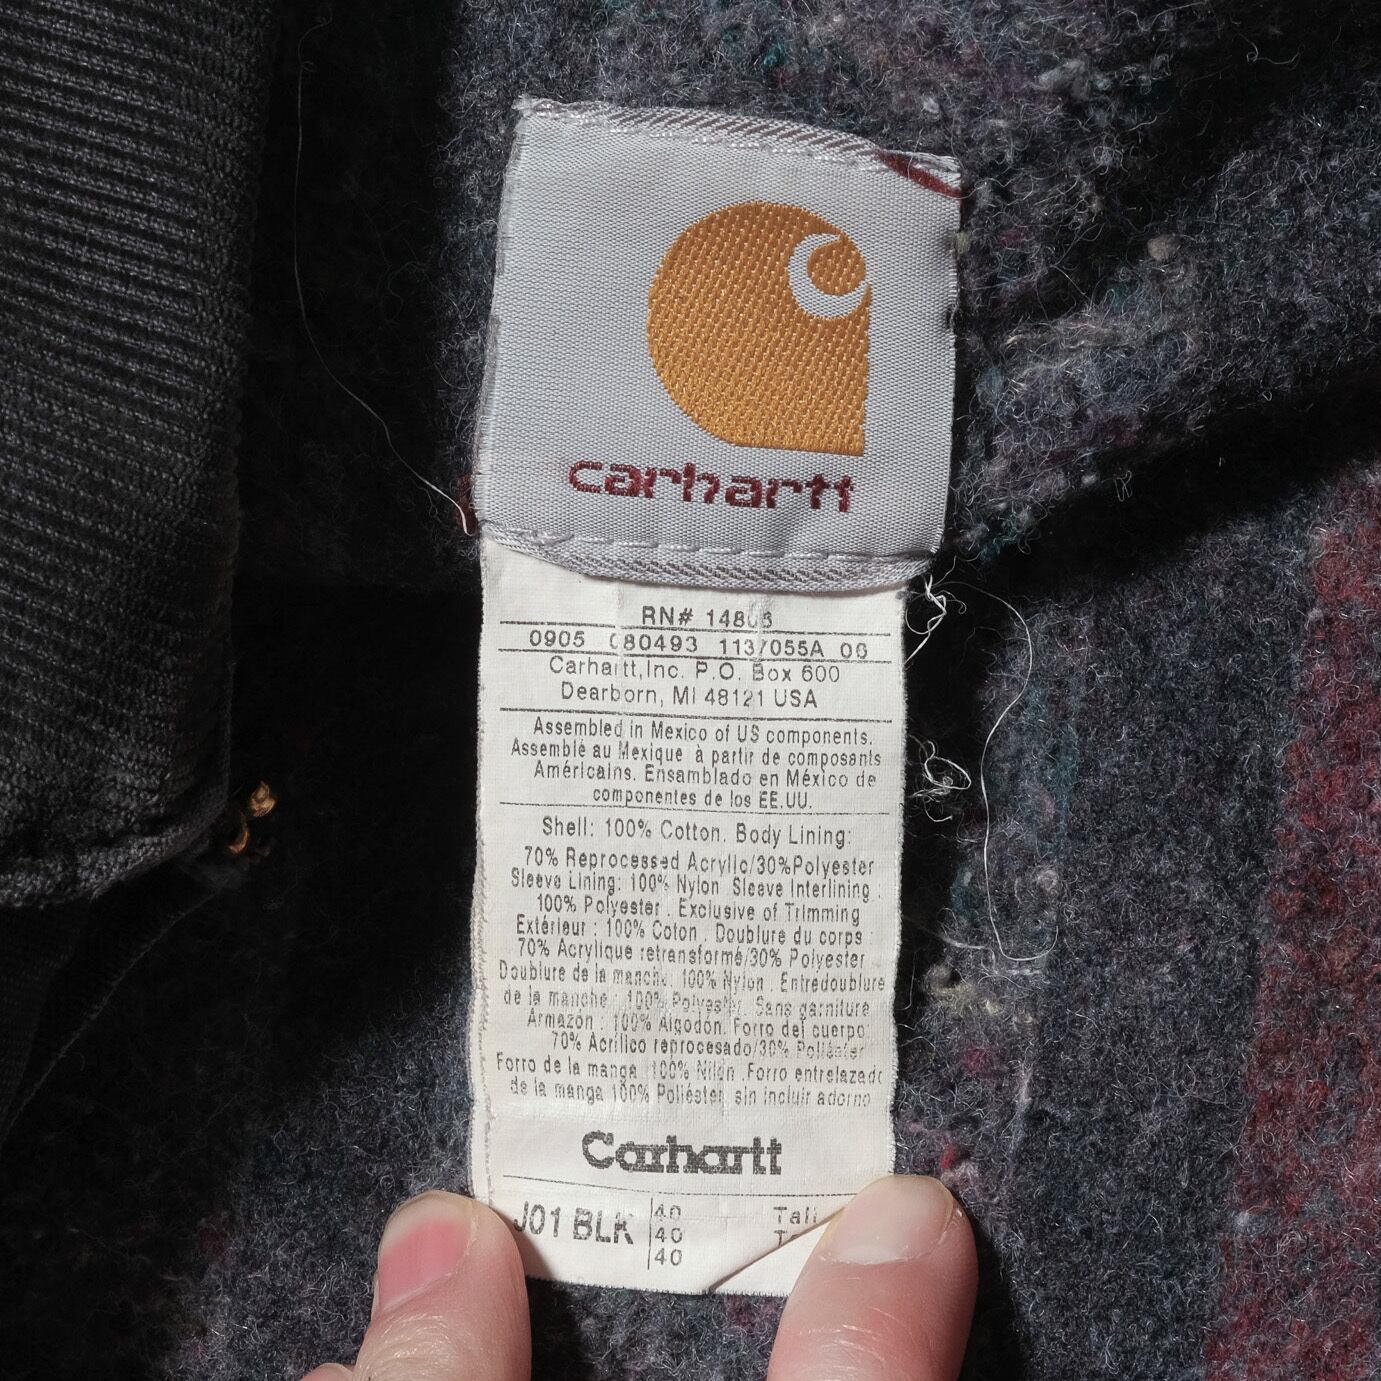 carhartt
RN# 14806
0905 080493 1137055A 06
Carhartt,Inc. P.O. Box 600
Dearborn, MI 48121 USA
Assembled in Mexico of US components.
Assemblé au Mexique à partir de composants
Américains. Ensamblado en México de
componentes de los EE.UU.
Shell: 100% Cotton. Body Lining:
70% Reprocessed Acrylic/30%Polyester
Sleeve Lining: 100% Nylon Sleeve Interlining :
100% Polyester . Exclusive of Trimming
Extérieur : 100% Coton . Doublure du corps :
70% Acrylique retransformé/30% Polyester
Doublure de la manche: 100% Nylon . Entredoublure
de la manche : 100% Polyester. Sans garniture
Armazon : 100% Algodón. Forro del cuerpo:
70% Acrílico reprocesado/30% Poliéster
Forro de la manga 100% Nilón .Forro entrelazado
de la manga 100% Poliéster, sin incluir adorno
Carhartt
J01 BLK 40 Tall
40
40